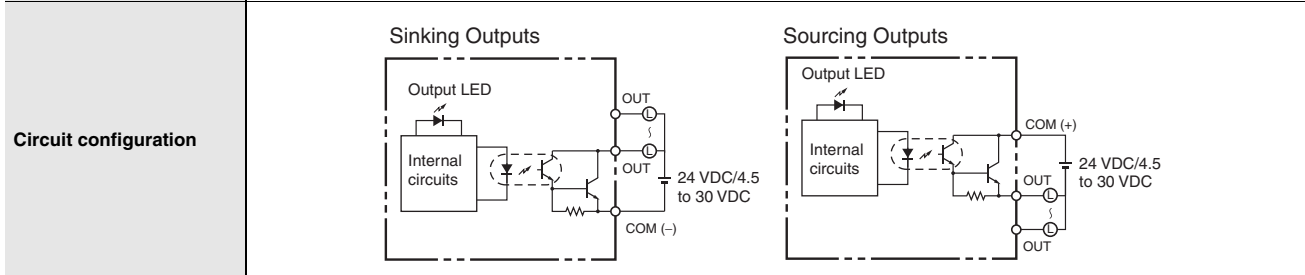 Circuit configuration
Sinking Outputs
Output LED
Internal
circuits
OUT
L
L
OUT
24 VDC/4.5
to 30 VDC
COM (−)
Sourcing Outputs
Output LED
Internal
circuits
COM (+)
24 VDC/4.5
to 30 VDC
OUT
L
L
OUT